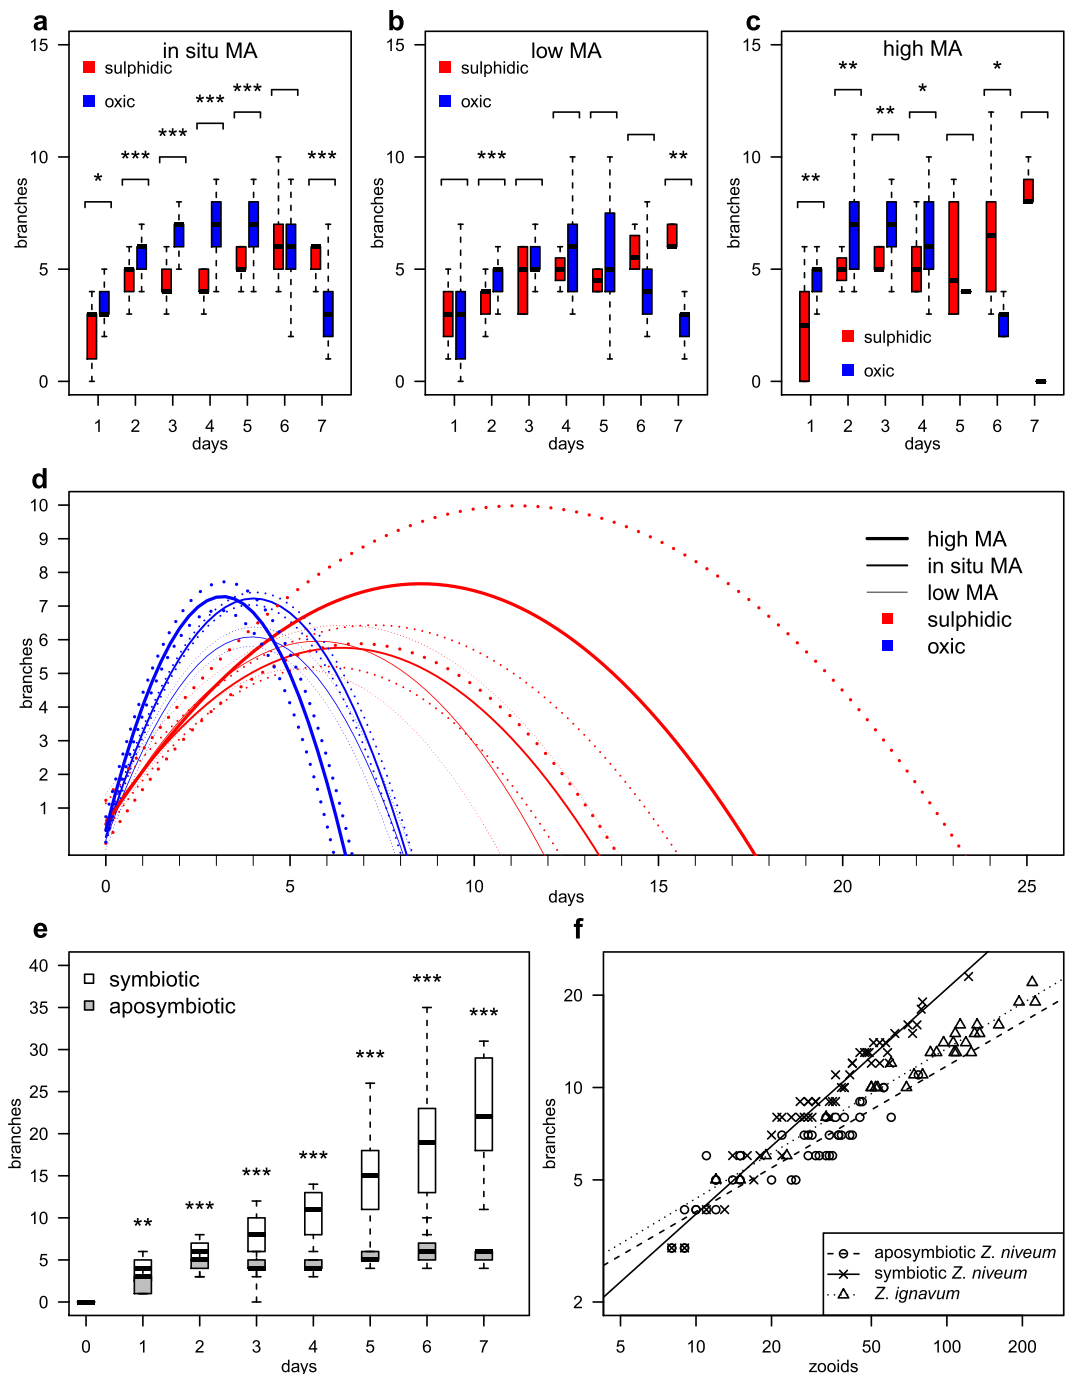 a
in situ MA
sulphidic
oxic
* *** *** *** *** ***
branches
15
10
5
0
1 2 3 4 5 6 7
days
b
low MA
sulphidic
oxic
*** **
branches
15
10
5
0
1 2 3 4 5 6 7
days
c
high MA
** ** ** * *
sulphidic
oxic
branches
15
10
5
0
1 2 3 4 5 6 7
days
d
high MA
in situ MA
low MA
sulphidic
oxic
branches
10
9
8
7
6
5
4
3
2
1
0 5 10 15 20 25
days
e
symbiotic
aposymbiotic
** *** *** *** *** *** ***
branches
40
35
30
25
20
15
10
5
0
0 1 2 3 4 5 6 7
days
f
branches
20
10
5
2
aposymbiotic Z. niveum
symbiotic Z. niveum
Z. ignavum
5 10 20 50 100 200
zooids